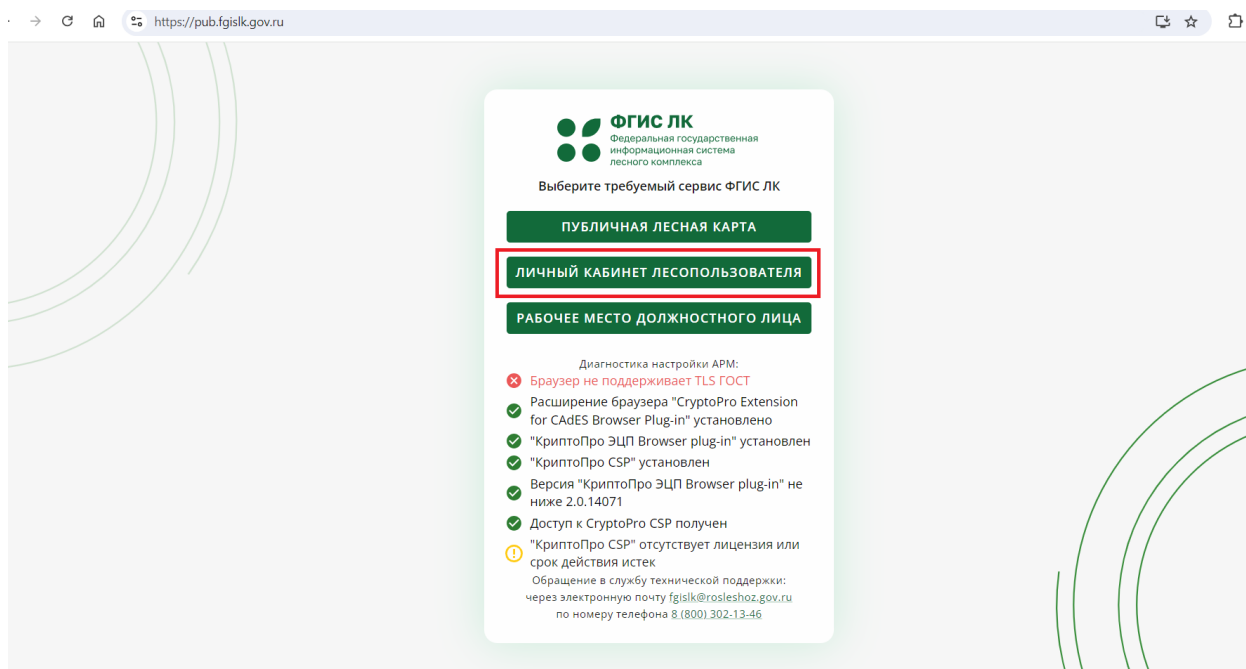 https://pub.fgislk.gov.ru
ФГИС ЛК
Федеральная государственная
информационная система
лесного комплекса
Выберите требуемый сервис ФГИС ЛК
ПУБЛИЧНАЯ ЛЕСНАЯ КАРТА
ЛИЧНЫЙ КАБИНЕТ ЛЕСОПОЛЬЗОВАТЕЛЯ
РАБОЧЕЕ МЕСТО ДОЛЖНОСТНОГО ЛИЦА
Диагностика настройки АРМ:
Браузер не поддерживает TLS ГОСТ
Расширение браузера "CryptoPro Extension
for CAdES Browser Plug-in" установлено
"КриптоПро ЭЦП Browser plug-in" установлен
"КриптоПро CSP" установлен
Версия "КриптоПро ЭЦП Browser plug-in" не
ниже 2.0.14071
Доступ к CryptoPro CSP получен
"КриптоПро CSP" отсутствует лицензия или
срок действия истек
Обращение в службу технической поддержки:
через электронную почту fgislk@rosleshoz.gov.ru
по номеру телефона 8 (800) 302-13-46